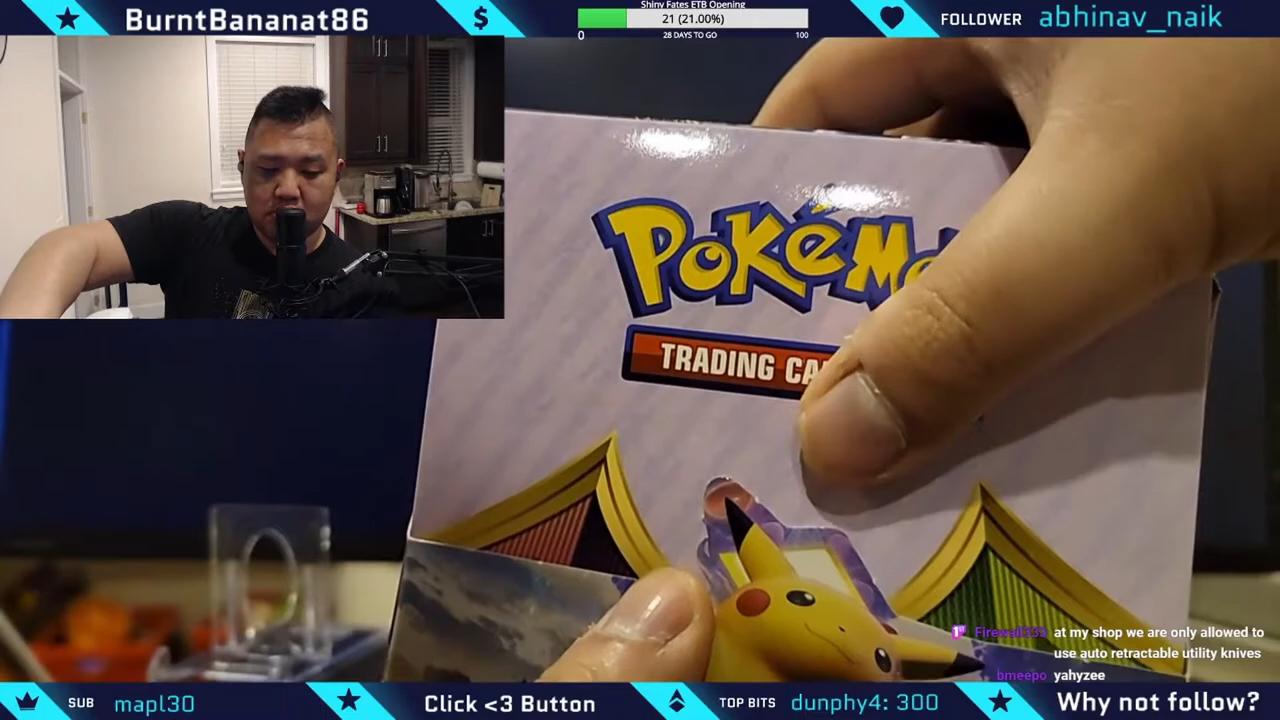 BurntBananat86
$
Shiny Fates ETB Opening
21 (21.00%)
0
28 DAYS TO GO
100
FOLLOWER
abhinav_naik
POKéMo
TRADING CA
Firewall333
at my shop we are only allowed to
use auto retractable utility knives
bmeepo yahyzee
SUB
mapl30
Click <3 Button
TOP BITS
dunphy4: 300
Why not follow?